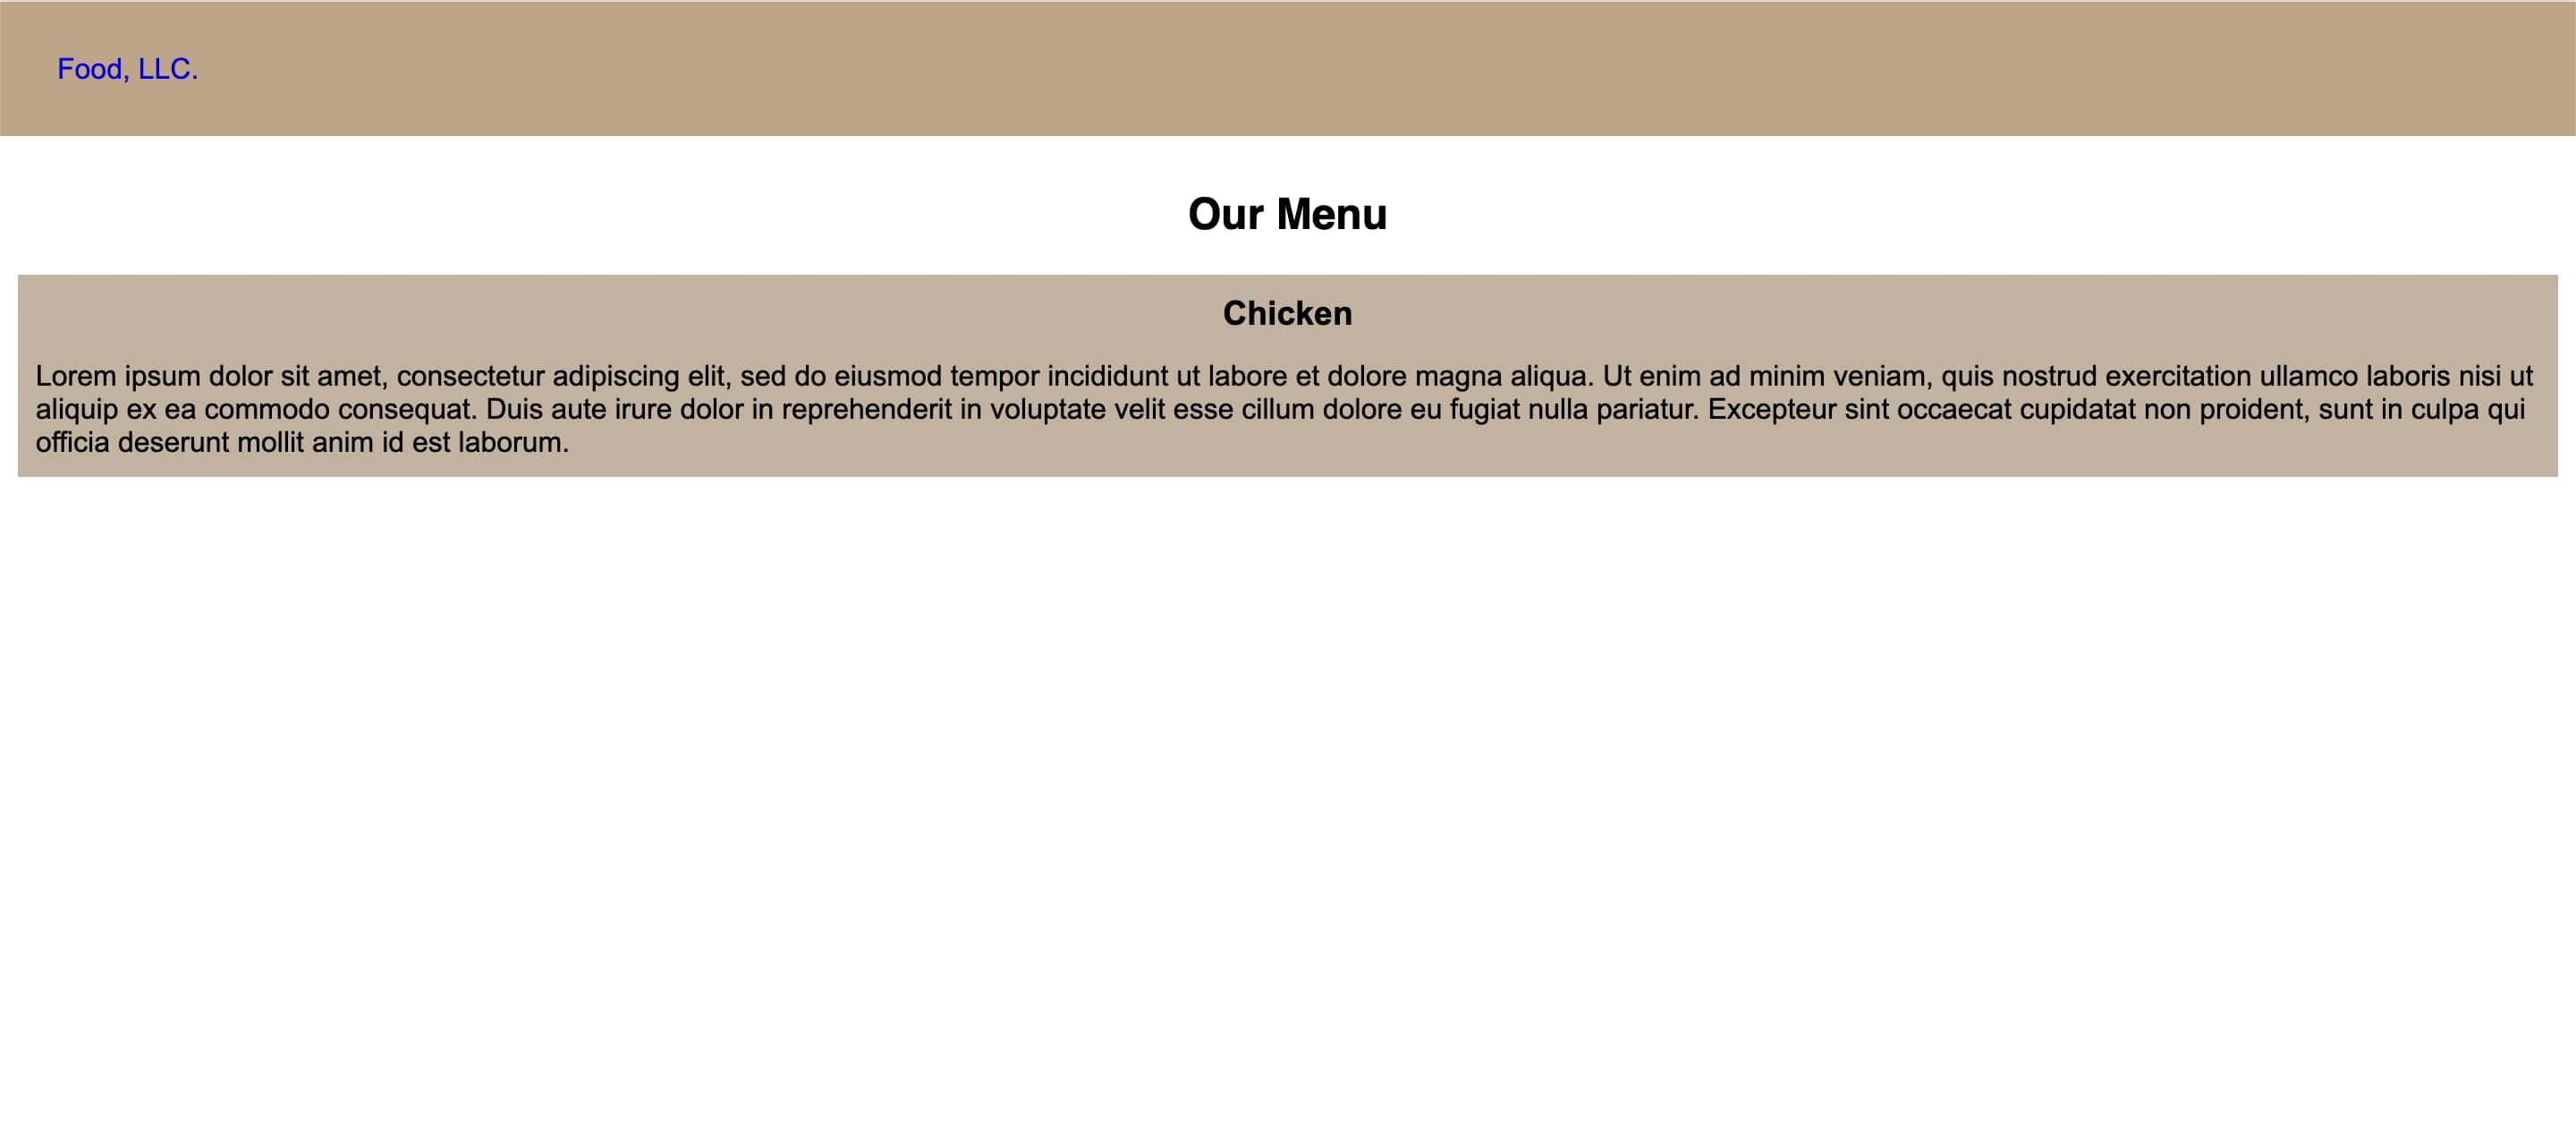 Food, LLC.
Our Menu
Chicken
Lorem ipsum dolor sit amet, consectetur adipiscing elit, sed do eiusmod tempor incididunt ut labore et dolore magna aliqua. Ut enim ad minim veniam, quis nostrud exercitation ullamco laboris nisi ut
aliquip ex ea commodo consequat. Duis aute irure dolor in reprehenderit in voluptate velit esse cillum dolore eu fugiat nulla pariatur. Excepteur sint occaecat cupidatat non proident, sunt in culpa qui
officia deserunt mollit anim id est laborum.